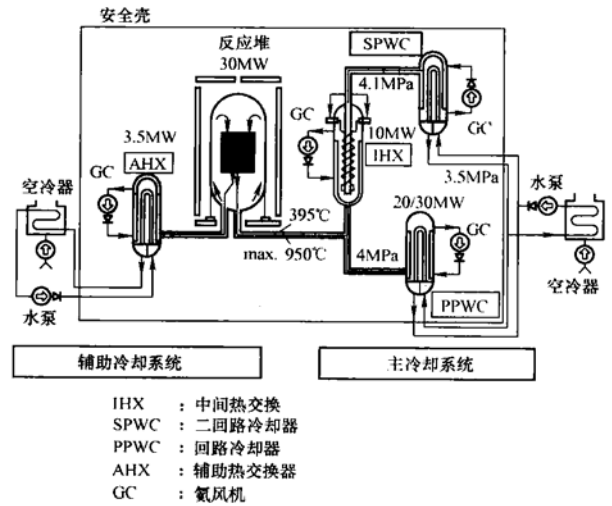 安全壳
反应堆
30MW
SPWC
4.1MPa
GC
GC
10MW
IHX
3.5MW
AHX
GC
空冷器
水泵
3.5MPa
水泵
空冷器
20/30MW
GC
395℃
max. 950℃
4MPa
PPWC
辅助冷却系统
主冷却系统
IHX : 中间热交换
SPWC : 二回路冷却器
PPWC : 回路冷却器
AHX : 辅助热交换器
GC : 氦风机